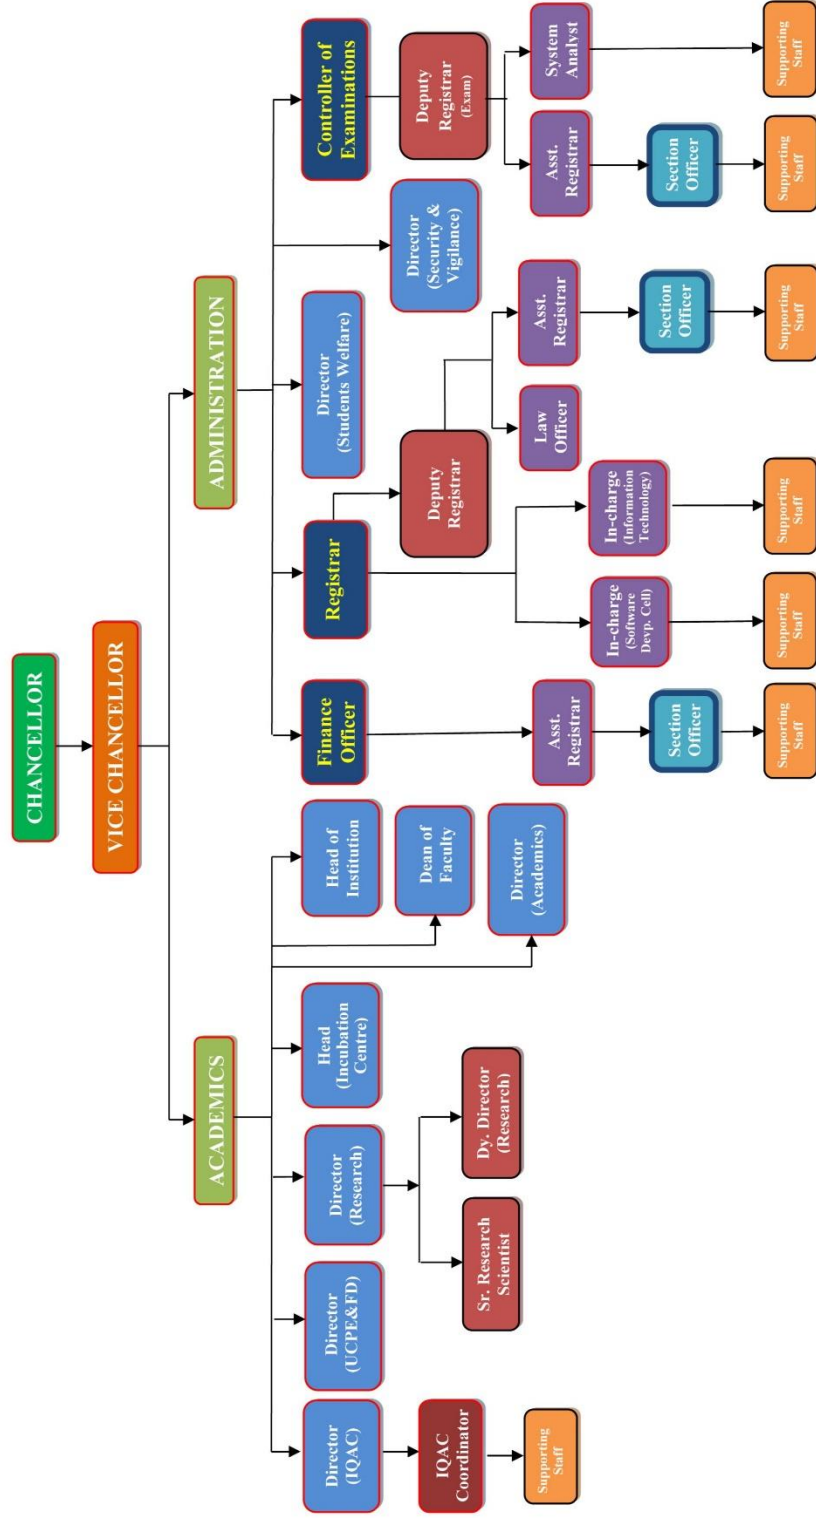 CHANCELLOR
VICE CHANCELLOR
ACADEMICS
ADMINISTRATION
Director
(IQAC)
Director
(UCPE&FD)
Director
(Research)
Head
(Incubation
Centre)
Head of
Institution
Finance
Officer
Registrar
Director
(Students Welfare)
Controller of
Examinations
IQAC
Coordinator
Dean of
Faculty
Deputy
Registrar
Director
(Security &
Vigilance)
Deputy
Registrar
(Exam)
Sr. Research
Scientist
Dy. Director
(Research)
Director
(Academics)
Supporting
Staff
Asst.
Registrar
Law
Officer
Asst.
Registrar
Asst.
Registrar
System
Analyst
In-charge
(Software
Devp. Cell)
In-charge
(Information
Technology)
Section
Officer
Section
Officer
Section
Officer
Supporting
Staff
Supporting
Staff
Supporting
Staff
Supporting
Staff
Supporting
Staff
Supporting
Staff